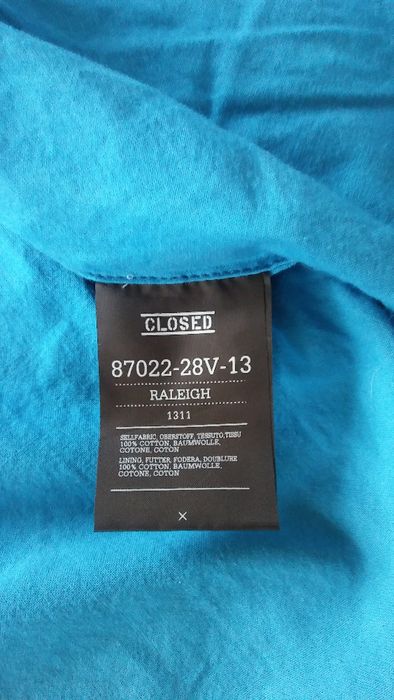 CLOSED
87022-28V-13
RALEIGH
1311
SELLFABRIC, OBERSTOFF, TESSUTO,TISSU
100% COTTON, BAUMWOLLE,
COTONE, COTON
LINING, FUTTER, FODERA, DOUBLURE
100% COTTON, BAUMWOLLE,
COTONE, COTON
X